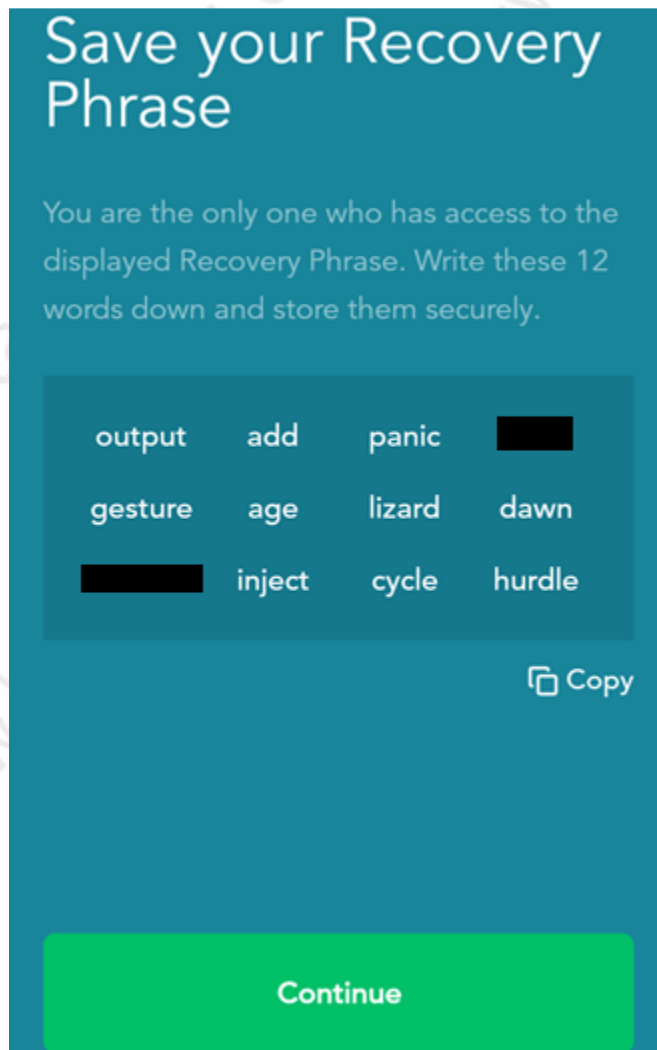 Save your Recovery
Phrase
You are the only one who has access to the
displayed Recovery Phrase. Write these 12
words down and store them securely.
output add panic
gesture age lizard dawn
inject cycle hurdle
Copy
Continue